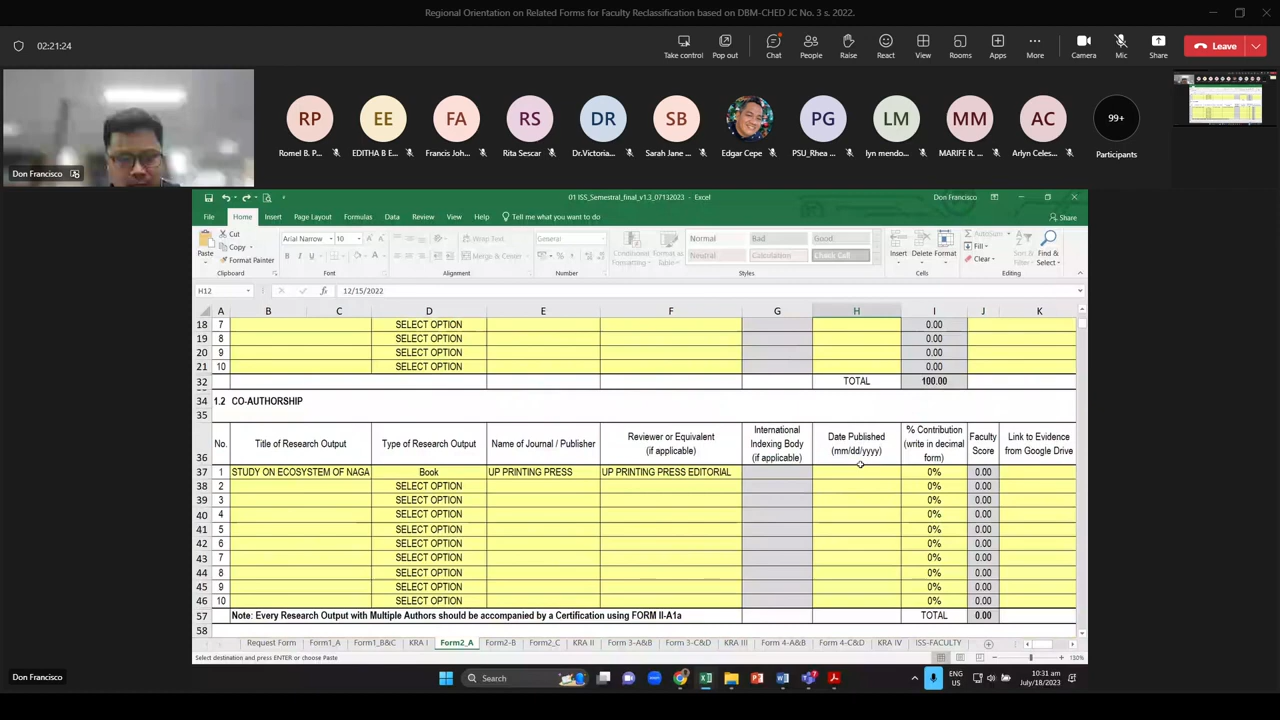 Regional Orientation on Related Forms for Faculty Reclassification based on DBM-CHED JC No. 3 s. 2022.
02:21:24
Take control
Pop out
Chat
People
Raise
React
View
Rooms
Apps
More
Camera
Mic
Share
Leave
Don Francisco
RP
EE
FA
RS
DR
SB
PG
LM
MM
AC
99+
Romel B. P...
EDITHA B E...
Francis Joh...
Rita Sescar
Dr.Victoria...
Sarah Jane ...
Edgar Cepe
PSU_Rhea ...
lyn mendo...
MARIFE R. ...
Arlyn Celes...
Participants
01 ISS_Semestral_final_v1.3_07132023 - Excel
Don Francisco
File Home Insert Page Layout Formulas Data Review View Help Tell me what you want to do
Share
Paste
Cut
Copy
Format Painter
Clipboard
Arial Narrow 10
B I U
Font
Wrap Text
Merge & Center
Alignment
General
Number
Conditional Formatting
Format as Table
Normal Bad Good
Neutral Calculation Check Cell
Styles
Insert Delete Format
Cells
AutoSum
Fill
Clear
Editing
Find & Select
H12
12/15/2022
A B C D E F G H I J K
18 7 SELECT OPTION 0.00
19 8 SELECT OPTION 0.00
20 9 SELECT OPTION 0.00
21 10 SELECT OPTION 0.00
32 TOTAL 100.00
34 1.2 CO-AUTHORSHIP
35
36 No. Title of Research Output Type of Research Output Name of Journal / Publisher Reviewer or Equivalent (if applicable) International Indexing Body (if applicable) Date Published (mm/dd/yyyy) % Contribution (write in decimal form) Faculty Score Link to Evidence from Google Drive
37 1 STUDY ON ECOSYSTEM OF NAGA Book UP PRINTING PRESS UP PRINTING PRESS EDITORIAL 0% 0.00
38 2 SELECT OPTION 0% 0.00
39 3 SELECT OPTION 0% 0.00
40 4 SELECT OPTION 0% 0.00
41 5 SELECT OPTION 0% 0.00
42 6 SELECT OPTION 0% 0.00
43 7 SELECT OPTION 0% 0.00
44 8 SELECT OPTION 0% 0.00
45 9 SELECT OPTION 0% 0.00
46 10 SELECT OPTION 0% 0.00
57 Note: Every Research Output with Multiple Authors should be accompanied by a Certification using FORM II-A1a TOTAL 0.00
58
Request Form Form1_A Form1_B&C KRA I Form2_A Form2-B Form2_C KRA II Form 3-A&B Form 3-C&D KRA III Form 4-A&B Form 4-C&D KRA IV ISS-FACULTY
Select destination and press ENTER or choose Paste
130%
Don Francisco
Search
ENG
US
10:31 am
July/18/2023